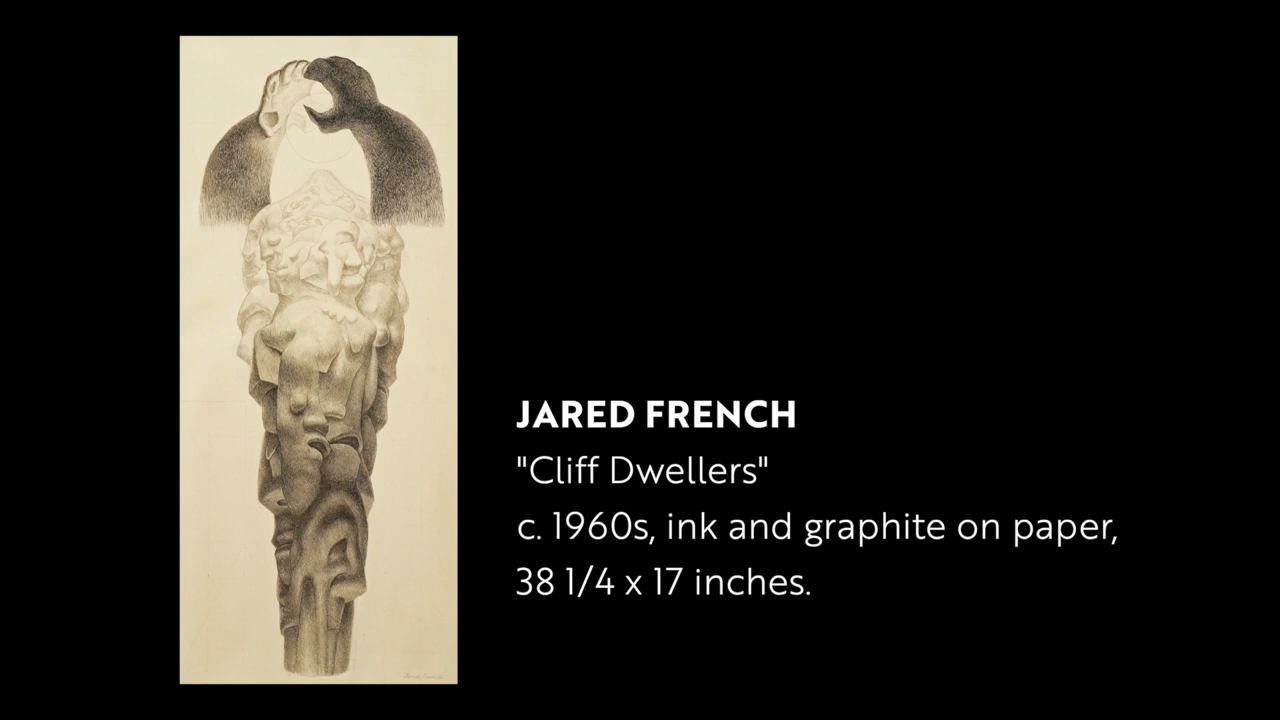 JARED FRENCH
"Cliff Dwellers"
c. 1960s, ink and graphite on paper,
38 1/4 x 17 inches.